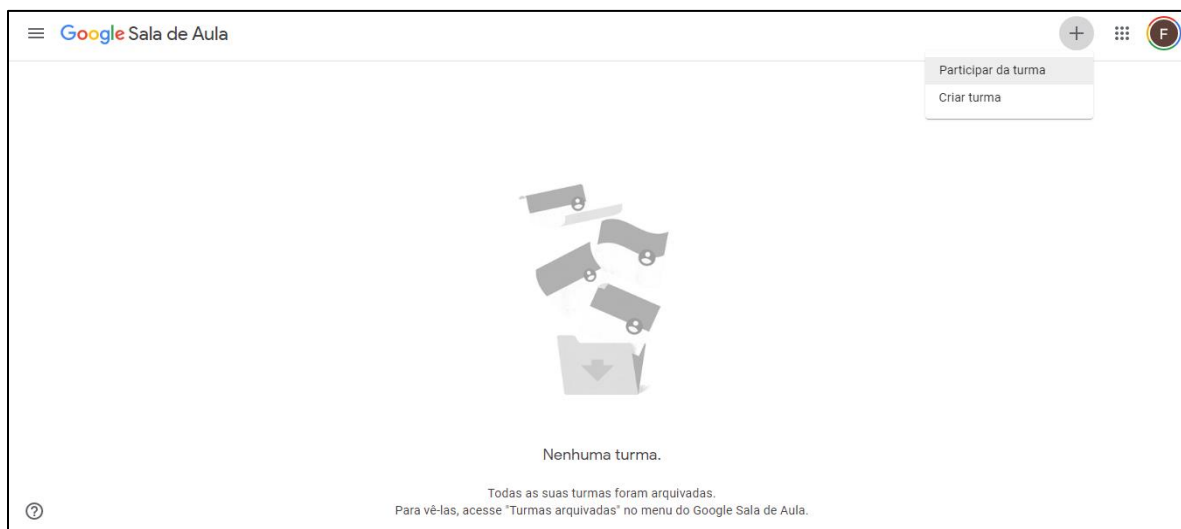 Google Sala de Aula
F
Participar da turma
Criar turma
Nenhuma turma.
Todas as suas turmas foram arquivadas.
Para vê-las, acesse "Turmas arquivadas" no menu do Google Sala de Aula.